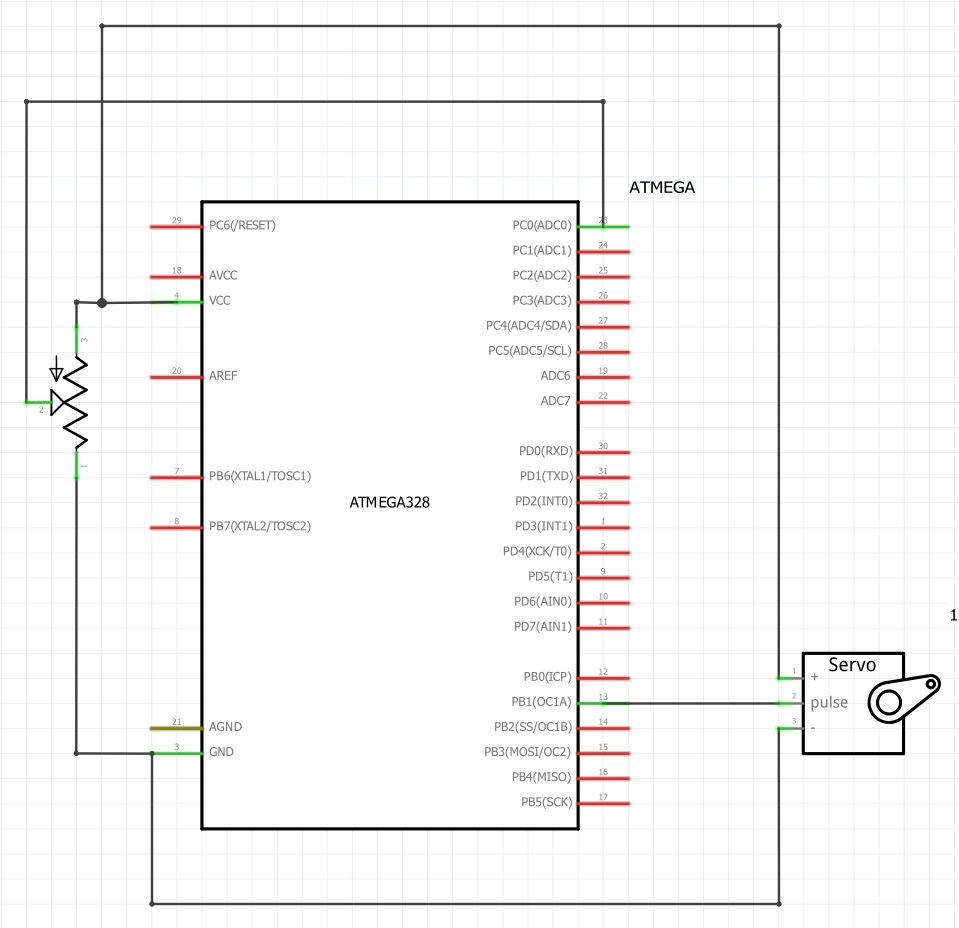 ATMEGA
29 PC6(/RESET)
PC0(ADC0) 23
PC1(ADC1) 24
18 AVCC
PC2(ADC2) 25
4 VCC
PC3(ADC3) 26
PC4(ADC4/SDA) 27
3
PC5(ADC5/SCL) 28
20 AREF
ADC6 19
2
ADC7 22
PD0(RXD) 30
1
7 PB6(XTAL1/TOSC1)
PD1(TXD) 31
ATMEGA328
PD2(INT0) 32
8 PB7(XTAL2/TOSC2)
PD3(INT1) 1
PD4(XCK/T0) 2
PD5(T1) 9
PD6(AIN0) 10
1
PD7(AIN1) 11
Servo
PB0(ICP) 12
1 +
PB1(OC1A) 13
2 pulse
21 AGND
PB2(SS/OC1B) 14
3 -
3 GND
PB3(MOSI/OC2) 15
PB4(MISO) 16
PB5(SCK) 17